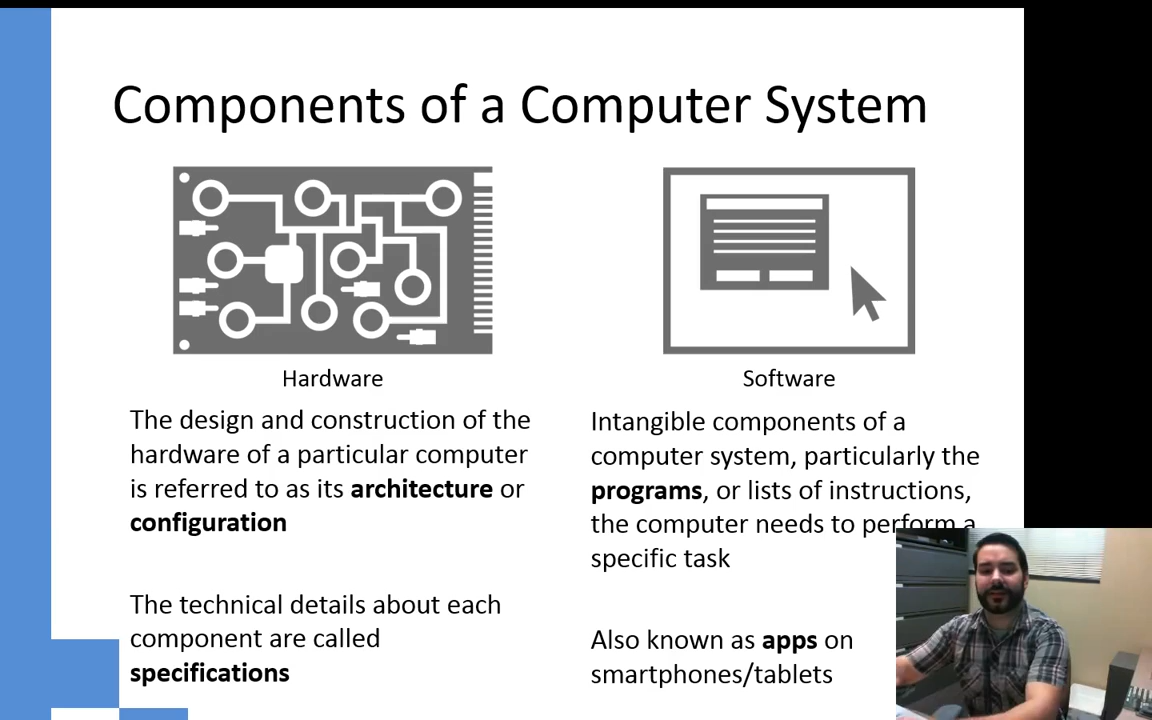 Components of a Computer System
Hardware
The design and construction of the
hardware of a particular computer
is referred to as its architecture or
configuration
The technical details about each
component are called
specifications
Software
Intangible components of a
computer system, particularly the
programs, or lists of instructions,
the computer needs to perform a
specific task
Also known as apps on
smartphones/tablets